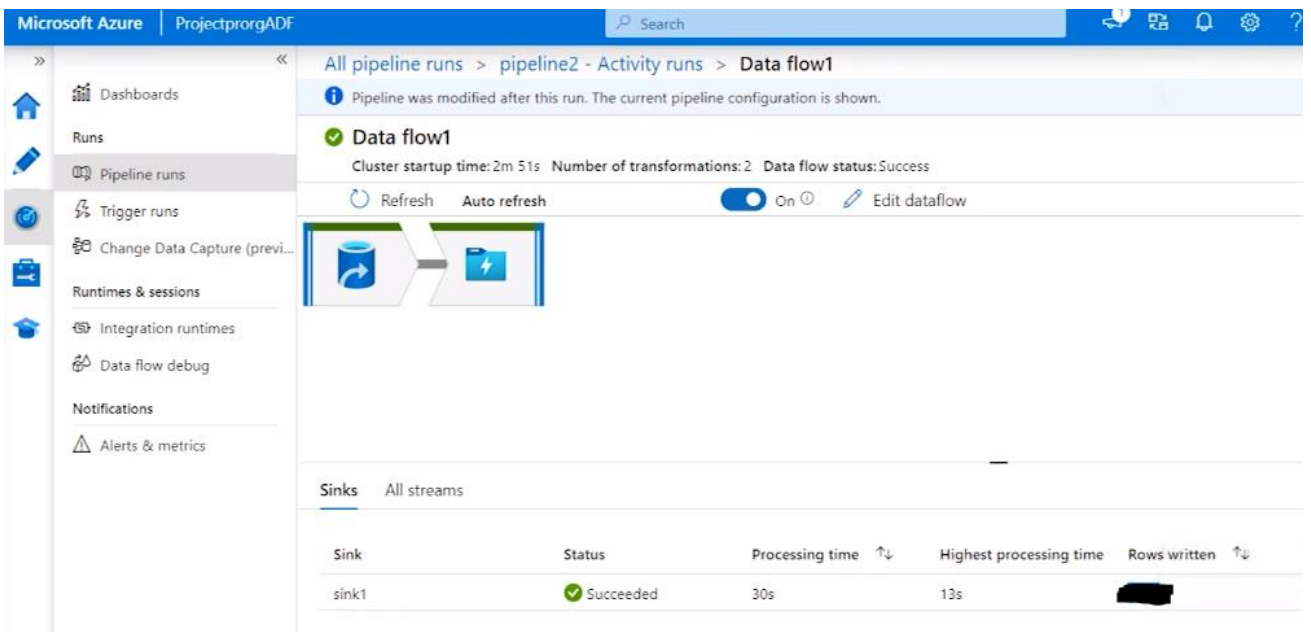 Microsoft Azure | ProjectprorgADF
Search
1
?
» «
Dashboards
Runs
Pipeline runs
Trigger runs
Change Data Capture (previ...
Runtimes & sessions
Integration runtimes
Data flow debug
Notifications
Alerts & metrics
All pipeline runs > pipeline2 - Activity runs > Data flow1
Pipeline was modified after this run. The current pipeline configuration is shown.
Data flow1
Cluster startup time: 2m 51s Number of transformations: 2 Data flow status: Success
Refresh Auto refresh On Edit dataflow
Sinks All streams
Sink Status Processing time ↑↓ Highest processing time Rows written ↑↓
sink1 Succeeded 30s 13s